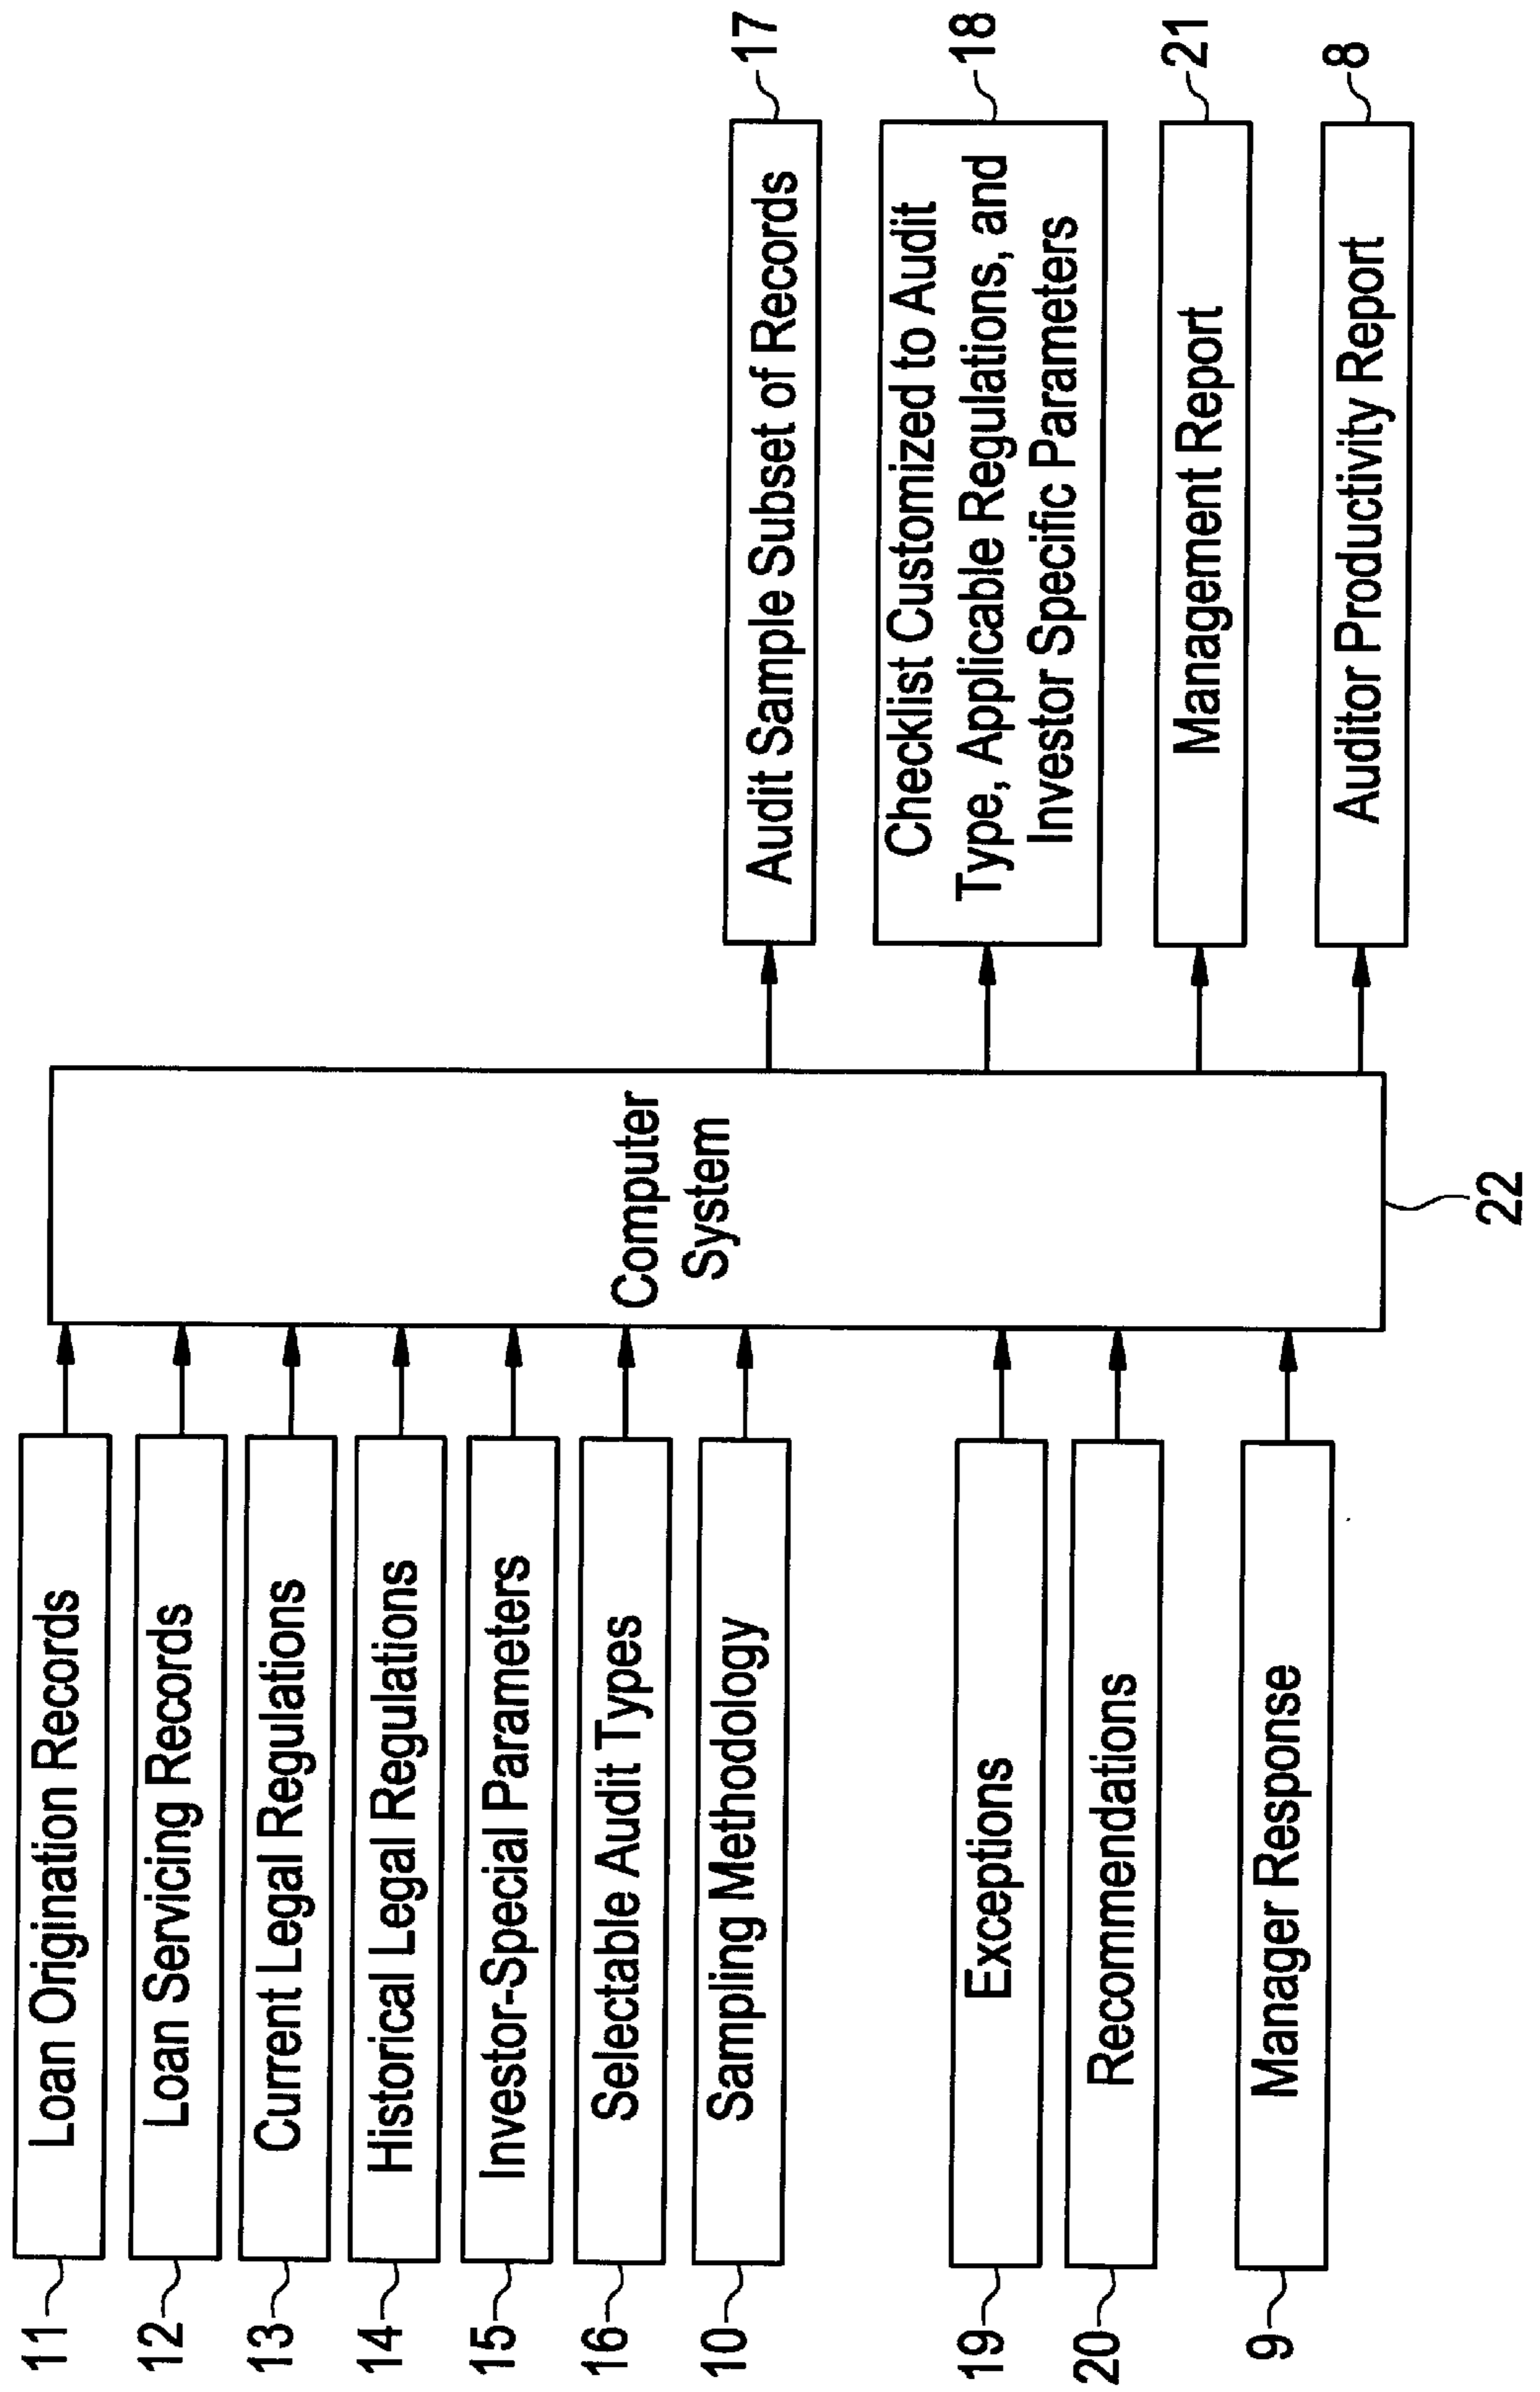 11
Loan Origination Records
12
Loan Servicing Records
13
Current Legal Regulations
14
Historical Legal Regulations
15
Investor-Special Parameters
16
Selectable Audit Types
10
Sampling Methodology
19
Exceptions
20
Recommendations
9
Manager Response
Computer
System
22
Audit Sample Subset of Records
17
Checklist Customized to Audit
Type, Applicable Regulations, and
Investor Specific Parameters
18
Management Report
21
Auditor Productivity Report
8